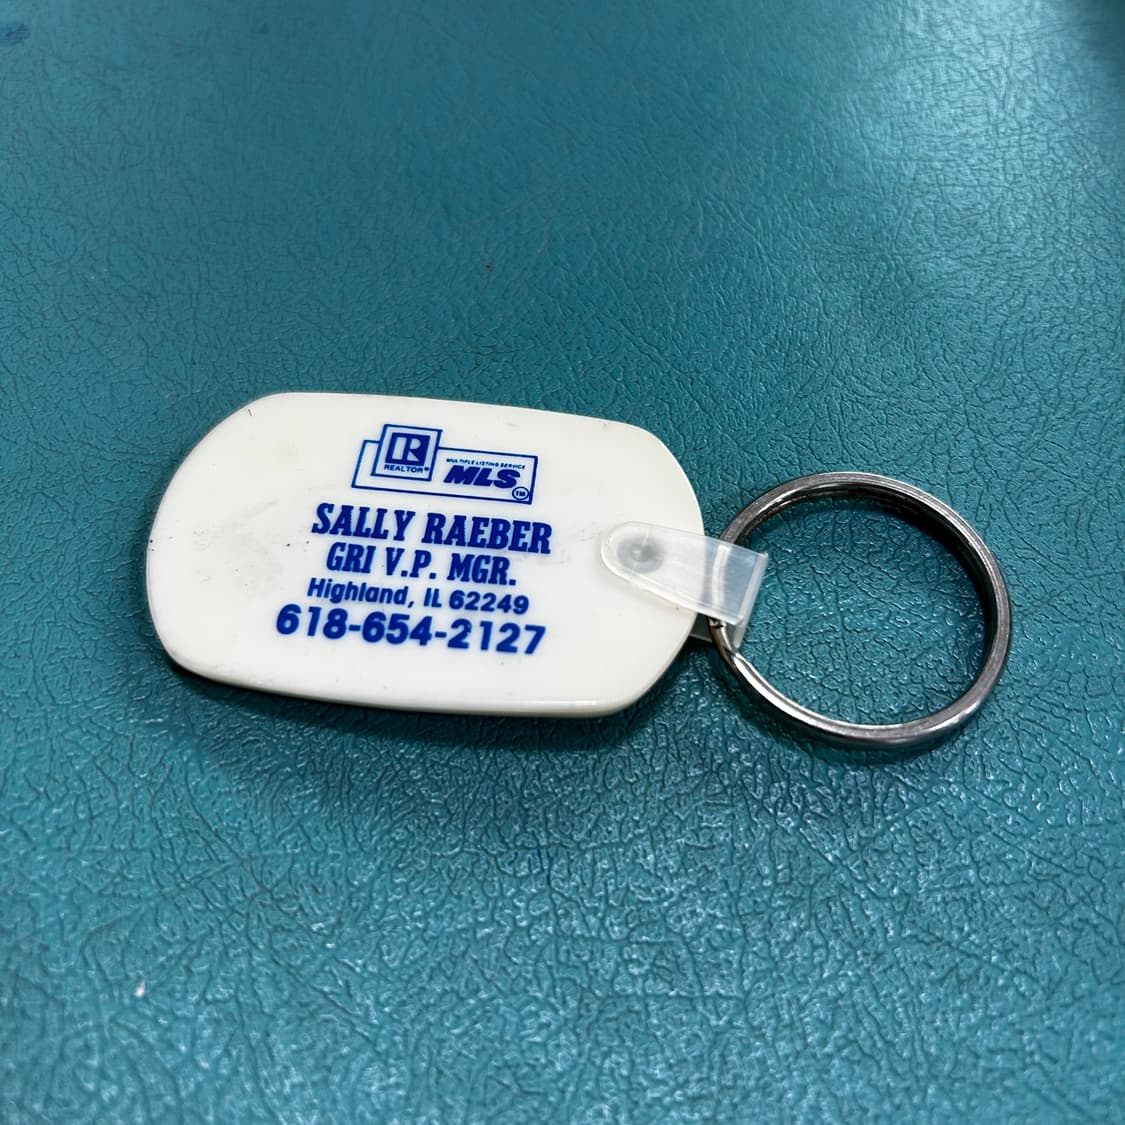 R
REALTOR®
MULTIPLE LISTING SERVICE
MLS
TM
SALLY RAEBER
GRI V.P. MGR.
Highland, IL 62249
618-654-2127